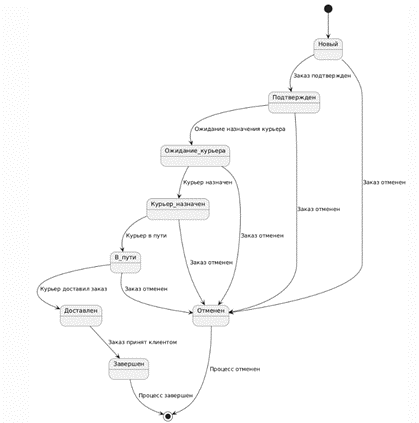 Новый
Заказ подтвержден
Подтвержден
Ожидание назначения курьера
Ожидание_курьера
Курьер назначен
Заказ отменен
Заказ отменен
Курьер_назначен
Заказ отменен
Курьер в пути
В_пути
Заказ отменен
Курьер доставил заказ
Заказ отменен
Доставлен
Отменен
Заказ принят клиентом
Завершен
Процесс отменен
Процесс завершен